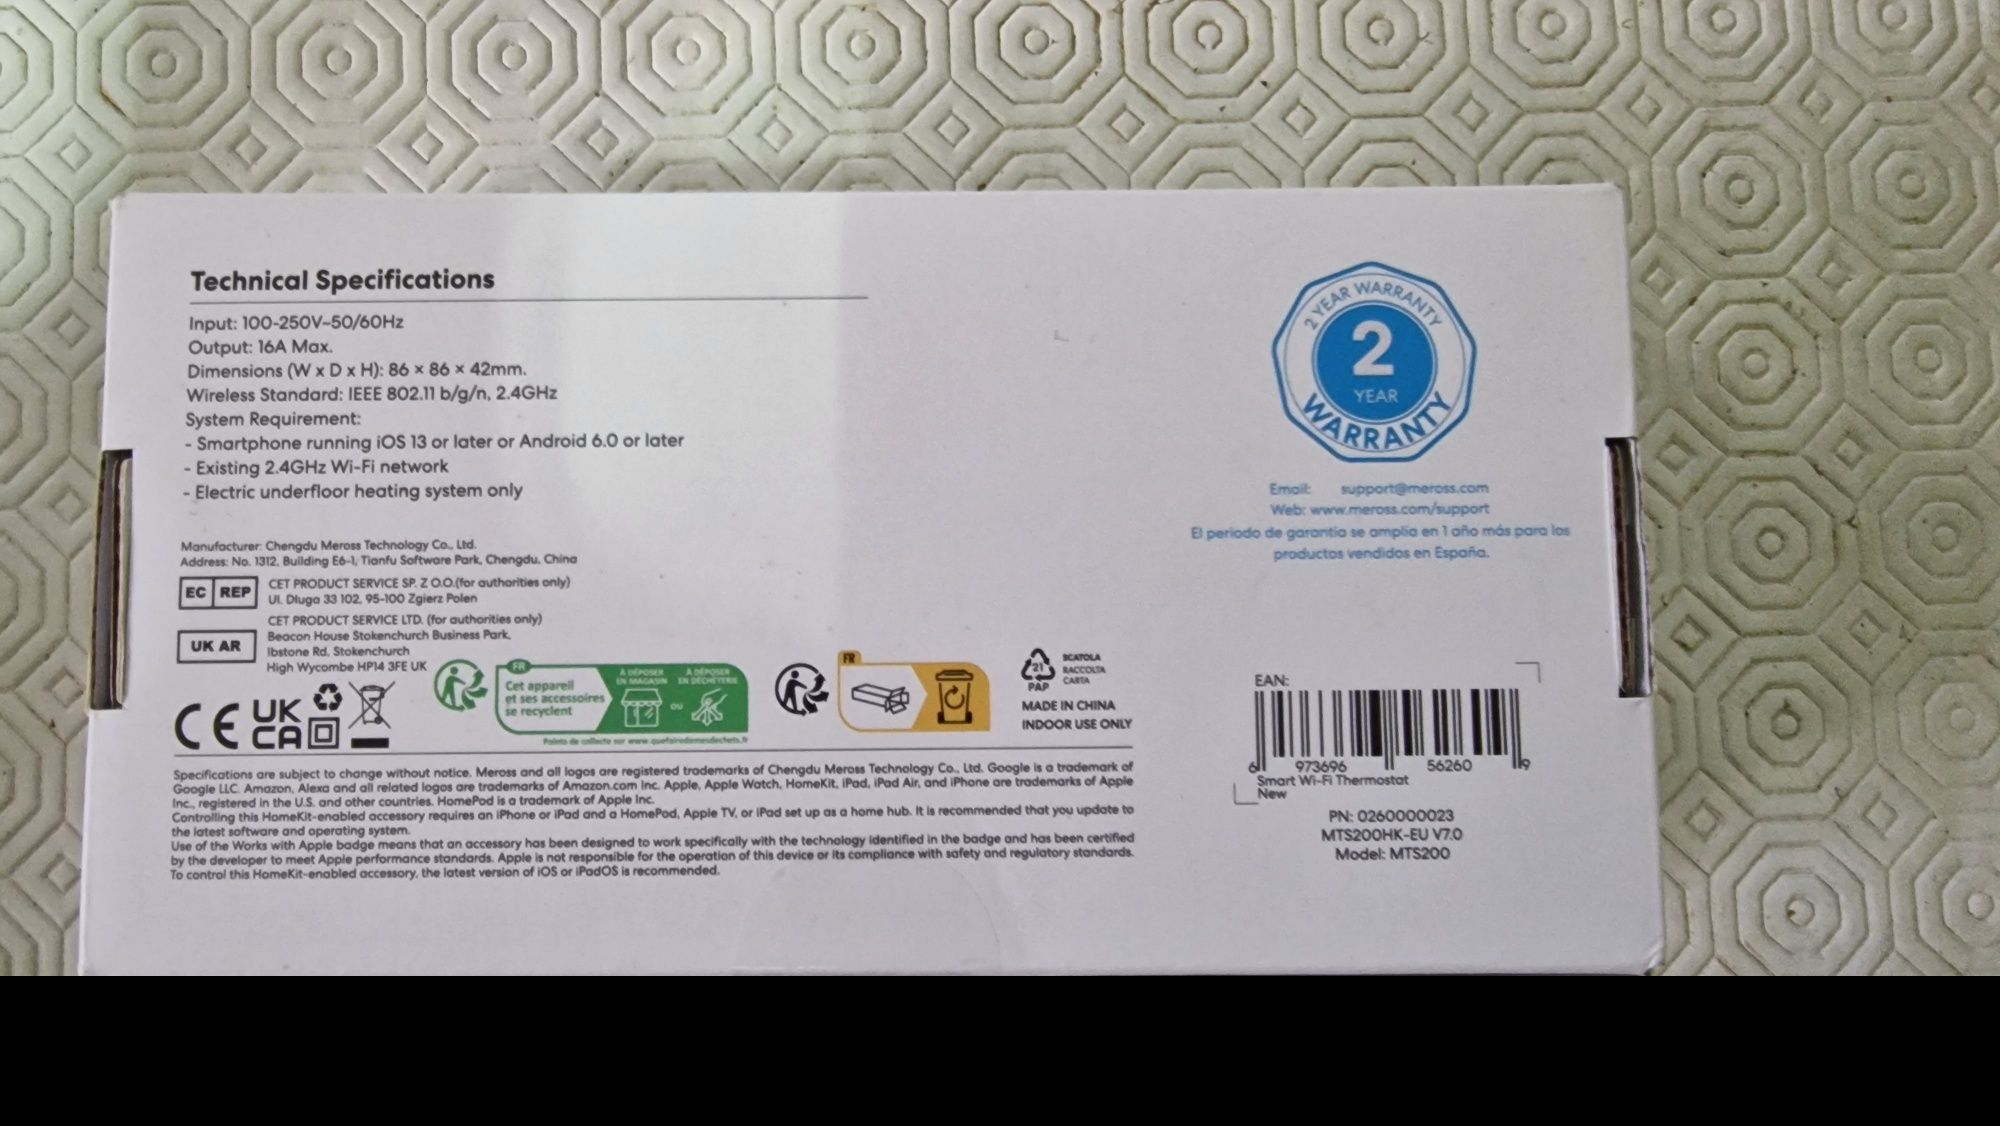 Technical Specifications
Input: 100-250V~50/60Hz
Output: 16A Max.
Dimensions (W x D x H): 86 × 86 × 42mm.
Wireless Standard: IEEE 802.11 b/g/n, 2.4GHz
System Requirement:
- Smartphone running iOS 13 or later or Android 6.0 or later
- Existing 2.4GHz Wi-Fi network
- Electric underfloor heating system only
Manufacturer: Chengdu Meross Technology Co., Ltd.
Address: No. 1312, Building E6-1, Tianfu Software Park, Chengdu, China
EC REP
CET PRODUCT SERVICE SP. Z O.O.(for authorities only)
Ul. Dluga 33 102, 95-100 Zgierz Polen
UK AR
CET PRODUCT SERVICE LTD. (for authorities only)
Beacon House Stokenchurch Business Park,
Ibstone Rd, Stokenchurch
High Wycombe HP14 3FE UK
CE
UK
CA
FR
Cet appareil
et ses accessoires
se recyclent
À DÉPOSER
EN MAGASIN
OU
À DÉPOSER
EN DÉCHÈTERIE
Points de collecte sur www.quefairedemesdechets.fr
FR
21
PAP
SCATOLA
RACCOLTA
CARTA
MADE IN CHINA
INDOOR USE ONLY
Specifications are subject to change without notice. Meross and all logos are registered trademarks of Chengdu Meross Technology Co., Ltd. Google is a trademark of
Google LLC. Amazon, Alexa and all related logos are trademarks of Amazon.com Inc. Apple, Apple Watch, HomeKit, iPad, iPad Air, and iPhone are trademarks of Apple
Inc., registered in the U.S. and other countries. HomePod is a trademark of Apple Inc.
Controlling this HomeKit-enabled accessory requires an iPhone or iPad and a HomePod, Apple TV, or iPad set up as a home hub. It is recommended that you update to
the latest software and operating system.
Use of the Works with Apple badge means that an accessory has been designed to work specifically with the technology identified in the badge and has been certified
by the developer to meet Apple performance standards. Apple is not responsible for the operation of this device or its compliance with safety and regulatory standards.
To control this HomeKit-enabled accessory, the latest version of iOS or iPadOS is recommended.
2 YEAR WARRANTY
2
YEAR
WARRANTY
Email: support@meross.com
Web: www.meross.com/support
El periodo de garantía se amplía en 1 año más para los
productos vendidos en España.
EAN:
6 973696 56260 9
Smart Wi-Fi Thermostat
New
PN: 0260000023
MTS200HK-EU V7.0
Model: MTS200